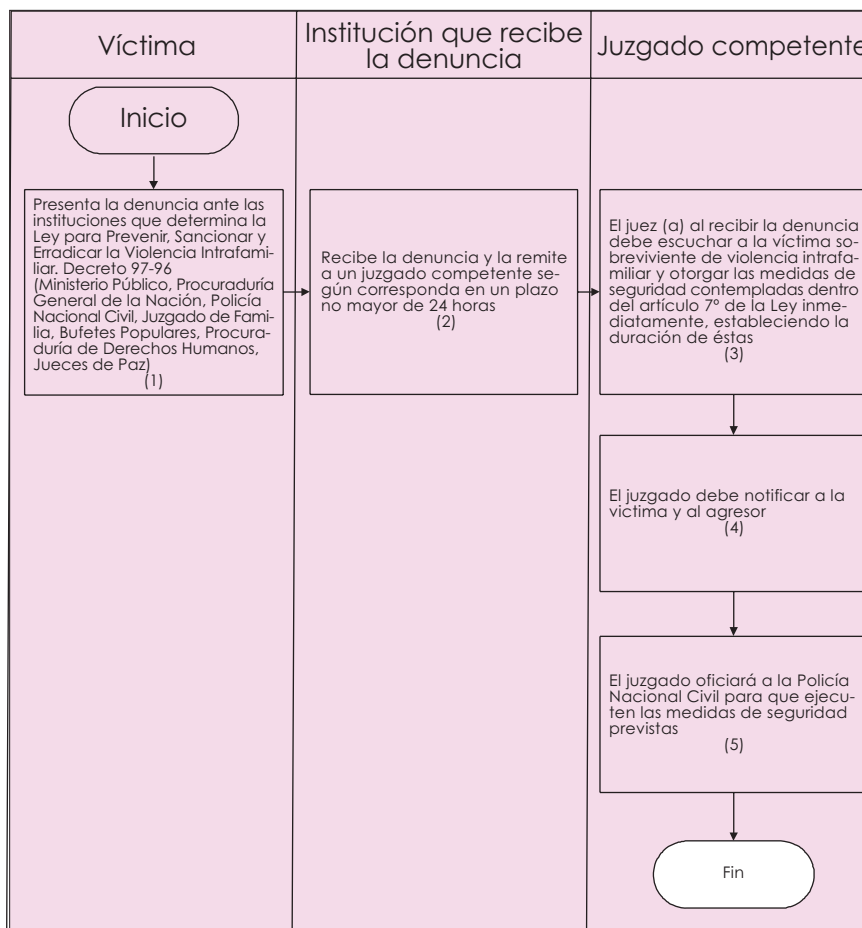 Víctima
Institución que recibe
la denuncia
Juzgado competente
Inicio
Presenta la denuncia ante las
instituciones que determina la
Ley para Prevenir, Sancionar y
Erradicar la Violencia Intrafami-
liar. Decreto 97-96
(Ministerio Público, Procuraduría
General de la Nación, Policía
Nacional Civil, Juzgado de Fami-
lia, Bufetes Populares, Procura-
duría de Derechos Humanos,
Jueces de Paz)
(1)
Recibe la denuncia y la remite
a un juzgado competente se-
gún corresponda en un plazo
no mayor de 24 horas
(2)
El juez (a) al recibir la denuncia
debe escuchar a la víctima so-
breviviente de violencia intrafa-
miliar y otorgar las medidas de
seguridad contempladas dentro
del artículo 7º de la Ley inme-
diatamente, estableciendo la
duración de éstas
(3)
El juzgado debe notificar a la
victima y al agresor
(4)
El juzgado oficiará a la Policía
Nacional Civil para que ejecu-
ten las medidas de seguridad
previstas
(5)
Fin